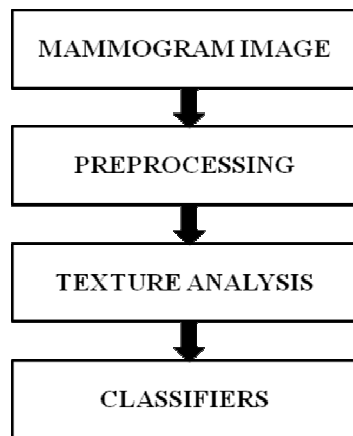 MAMMOGRAM IMAGE
PREPROCESSING
TEXTURE ANALYSIS
CLASSIFIERS